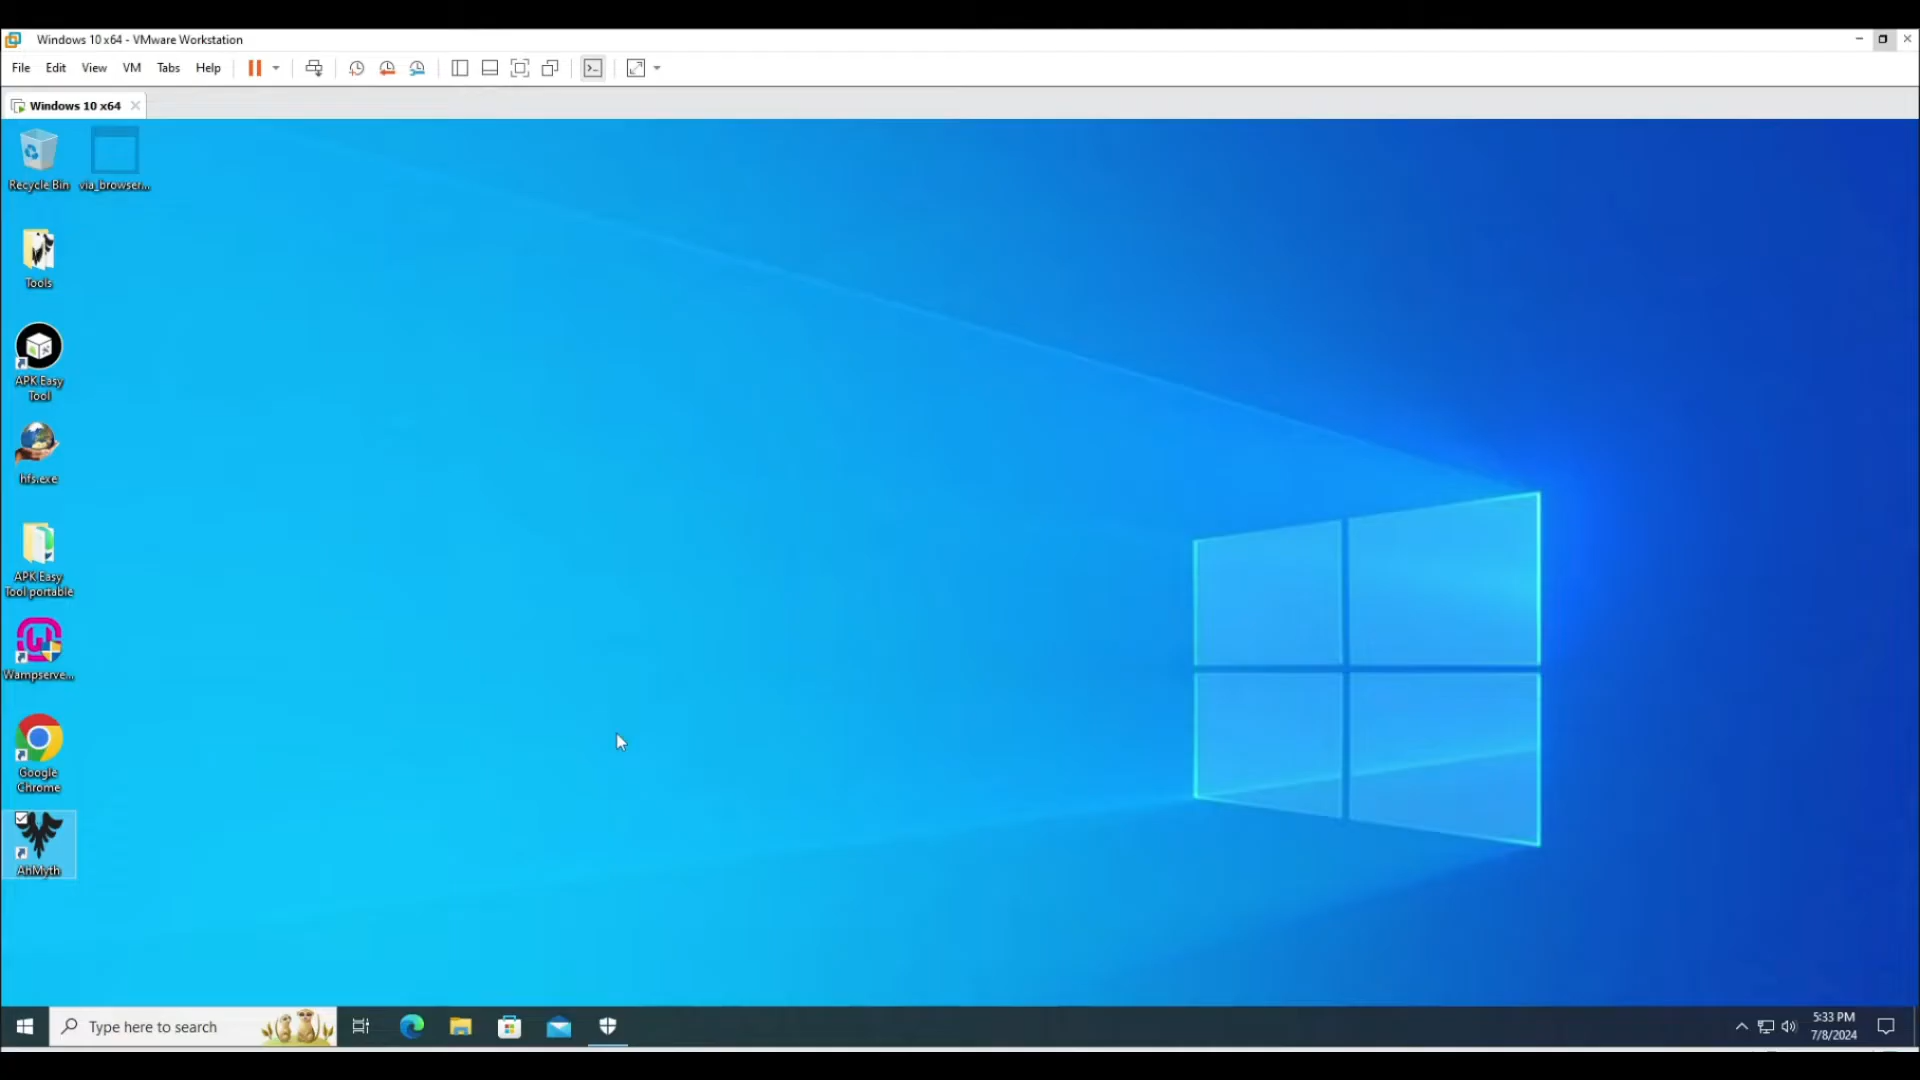 Windows 10 x64 - VMware Workstation
File Edit View VM Tabs Help
Windows 10 x64
Recycle Bin
via_browser...
Tools
APK Easy
Tool
hfs.exe
APK Easy
Tool portable
Wampserve...
Google
Chrome
AhMyth
Type here to search
5:33 PM
7/8/2024